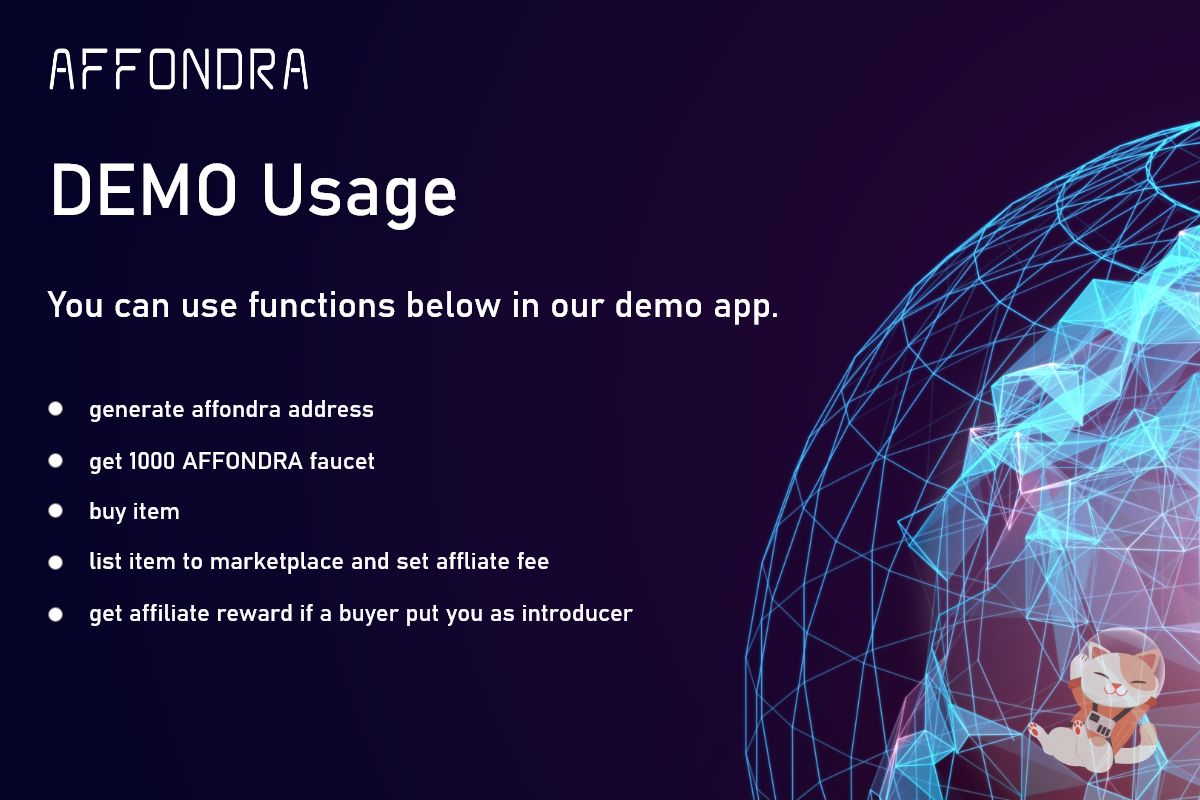 AFFONDRA
DEMO Usage
You can use functions below in our demo app.
generate affondra address
get 1000 AFFONDRA faucet
buy item
list item to marketplace and set affliate fee
get affiliate reward if a buyer put you as introducer